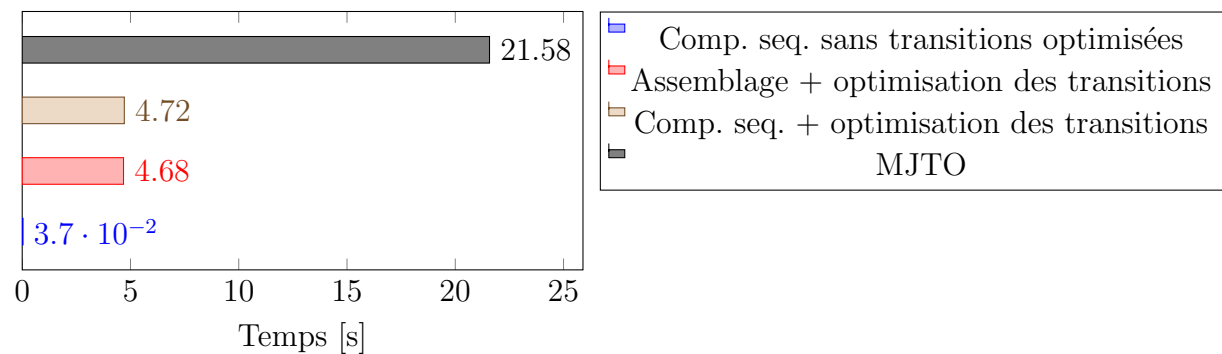 21.58
4.72
4.68
3.7 · 10⁻²
0 5 10 15 20 25
Temps [s]
Comp. seq. sans transitions optimisées
Assemblage + optimisation des transitions
Comp. seq. + optimisation des transitions
MJTO